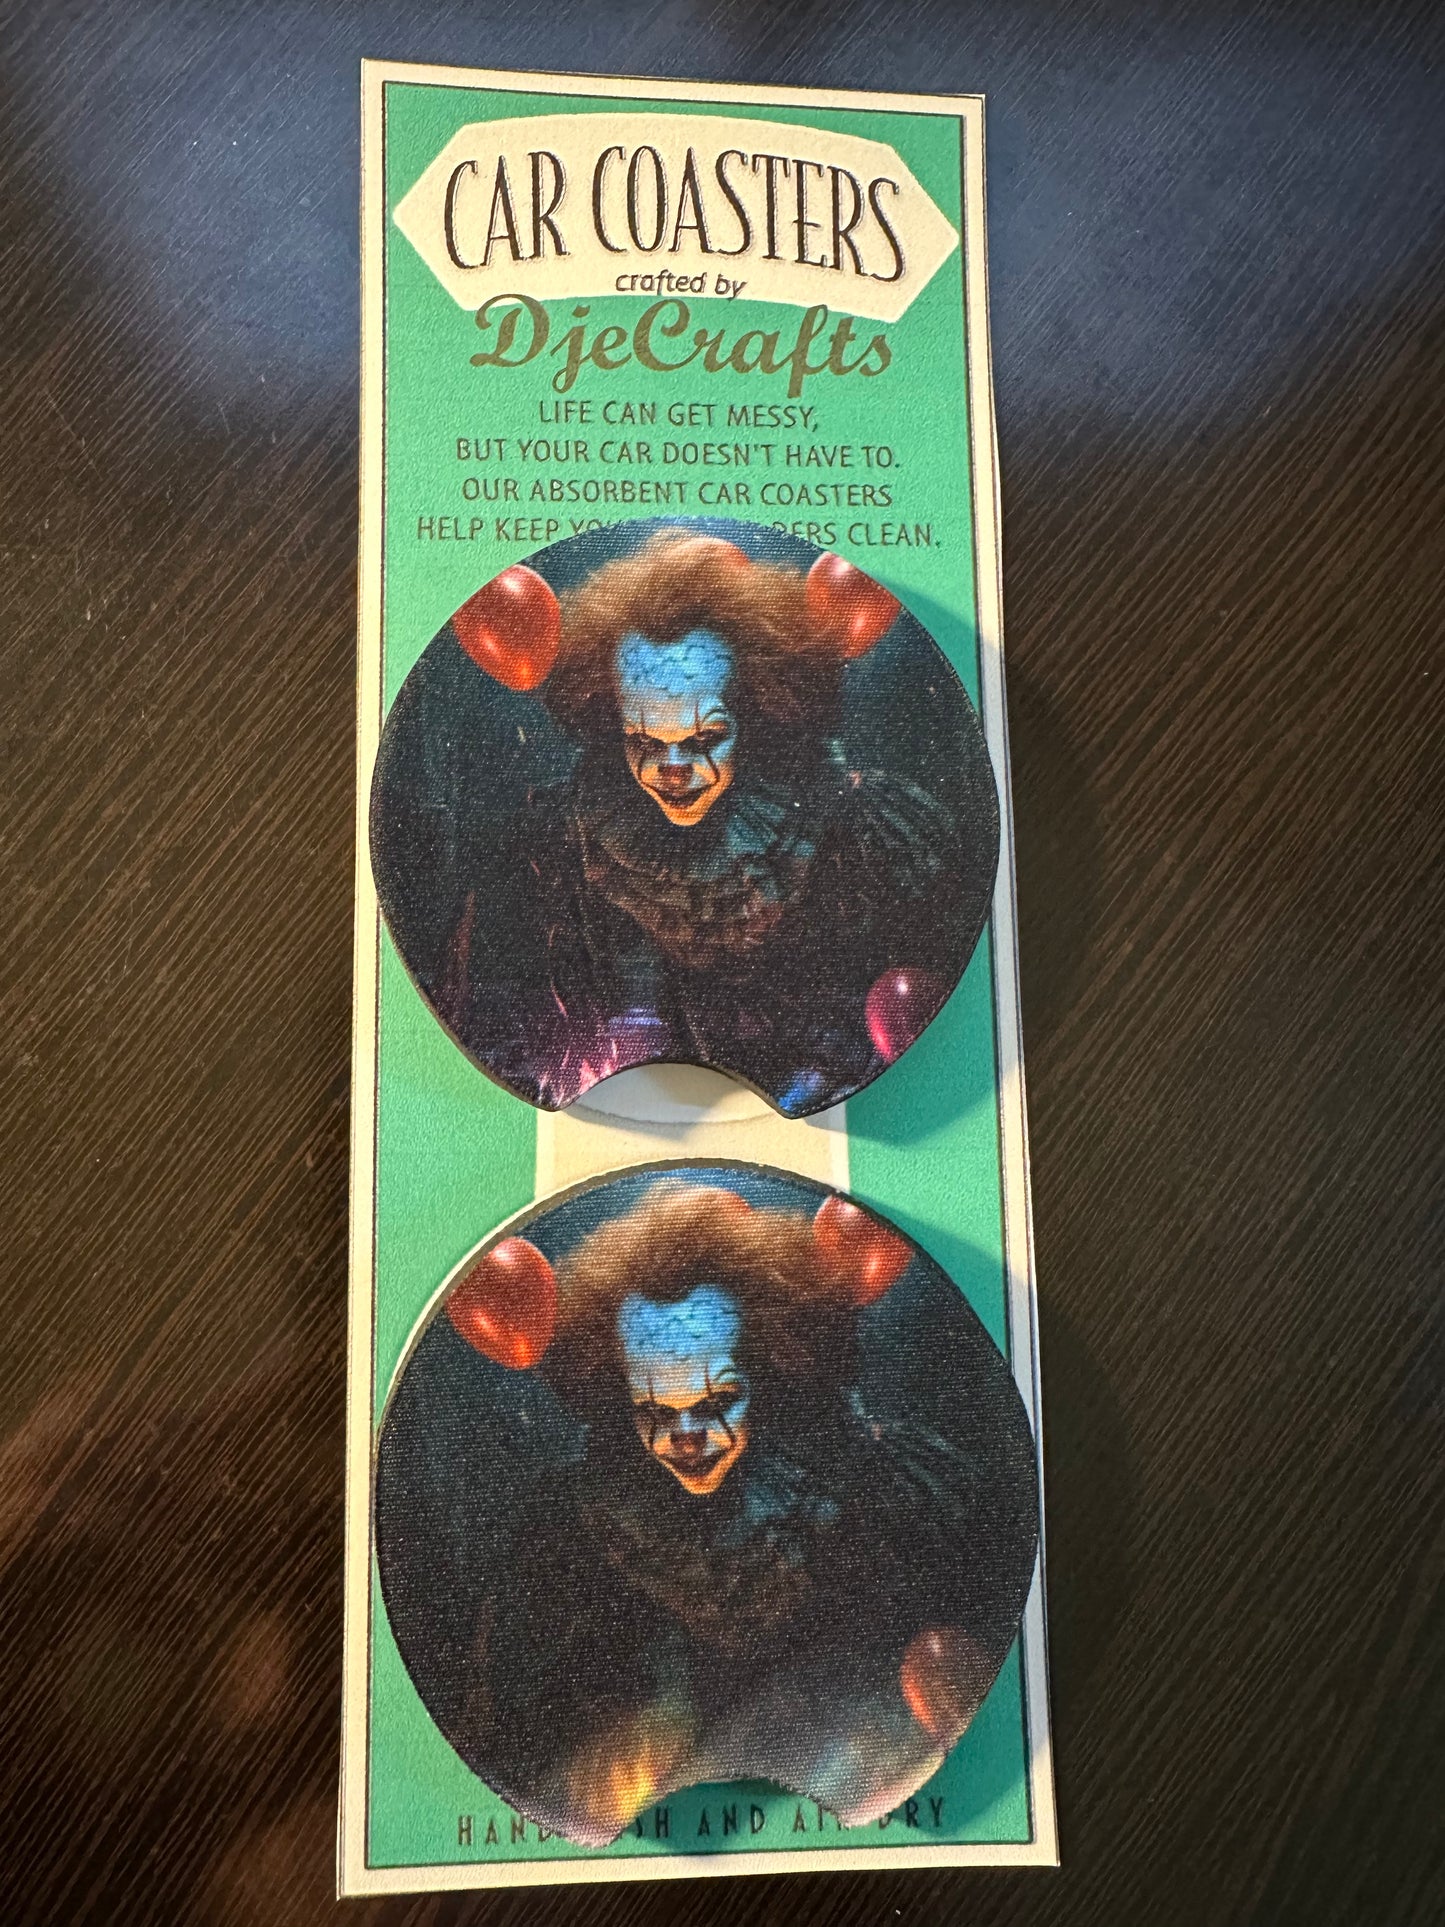 CAR COASTERS
crafted by
DjeCrafts
LIFE CAN GET MESSY,
BUT YOUR CAR DOESN'T HAVE TO.
OUR ABSORBENT CAR COASTERS
HELP KEEP CLEAN.
AND DRY